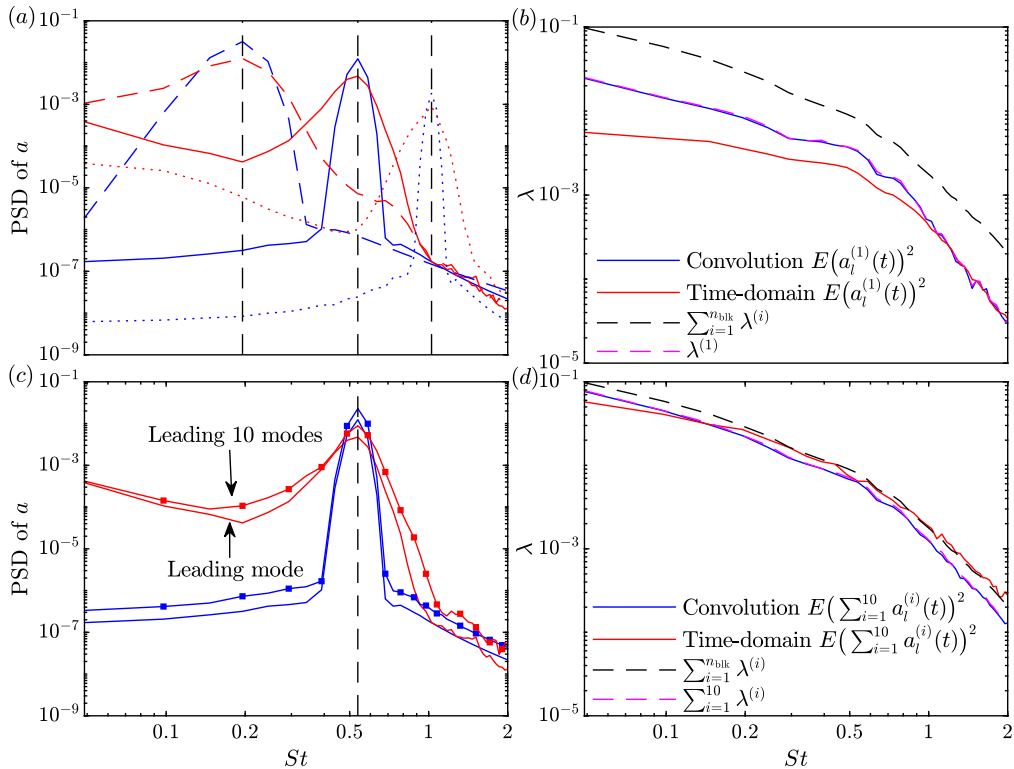 (a)
10⁻¹
10⁻³
10⁻⁵
10⁻⁷
10⁻⁹
PSD of a
(b)
10⁻¹
10⁻³
10⁻⁵
λ
Convolution E(a_l^{(1)}(t))²
Time-domain E(a_l^{(1)}(t))²
∑_{i=1}^{n_blk} λ^{(i)}
λ^{(1)}
(c)
10⁻¹
10⁻³
10⁻⁵
10⁻⁷
10⁻⁹
PSD of a
Leading 10 modes
Leading mode
0.1
0.2
0.5
1
2
St
(d)
10⁻¹
10⁻³
10⁻⁵
λ
Convolution E(∑_{i=1}^{10} a_l^{(i)}(t))²
Time-domain E(∑_{i=1}^{10} a_l^{(i)}(t))²
∑_{i=1}^{n_blk} λ^{(i)}
∑_{i=1}^{10} λ^{(i)}
0.1
0.2
0.5
1
2
St